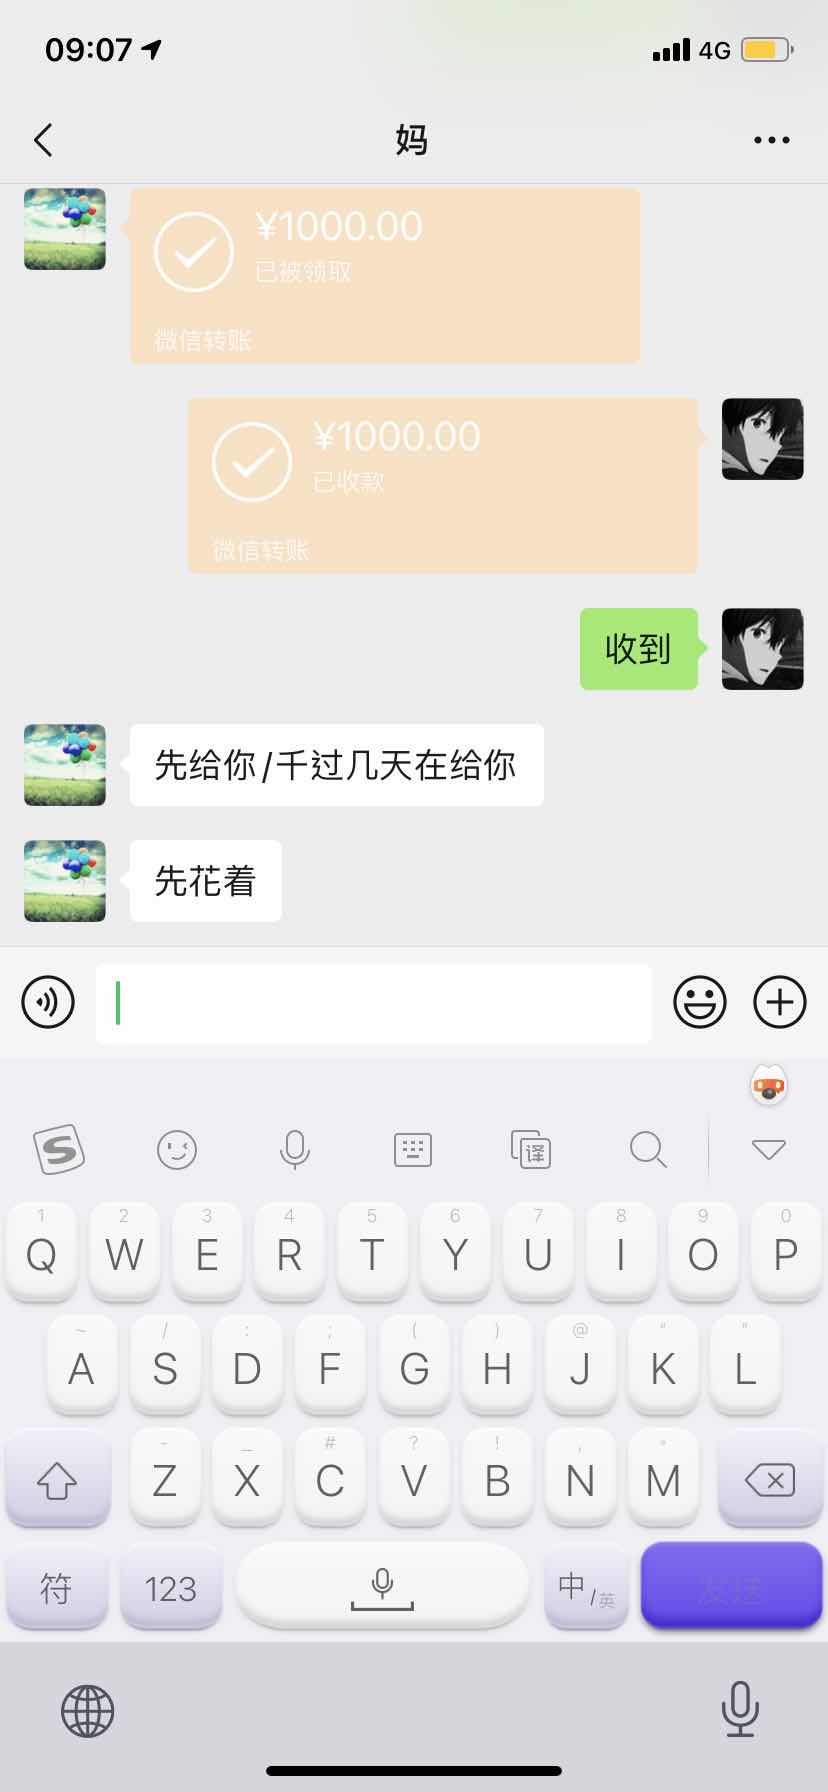 09:07
4G
妈
¥1000.00
已被领取
微信转账
¥1000.00
已收款
微信转账
收到
先给你/千过几天在给你
先花着
S
译
1 2 3 4 5 6 7 8 9 0
Q W E R T Y U I O P
~ / : ; ( ) @ “ "
A S D F G H J K L
- _ # ? ! , 。
Z X C V B N M
符 123 中/英 发送